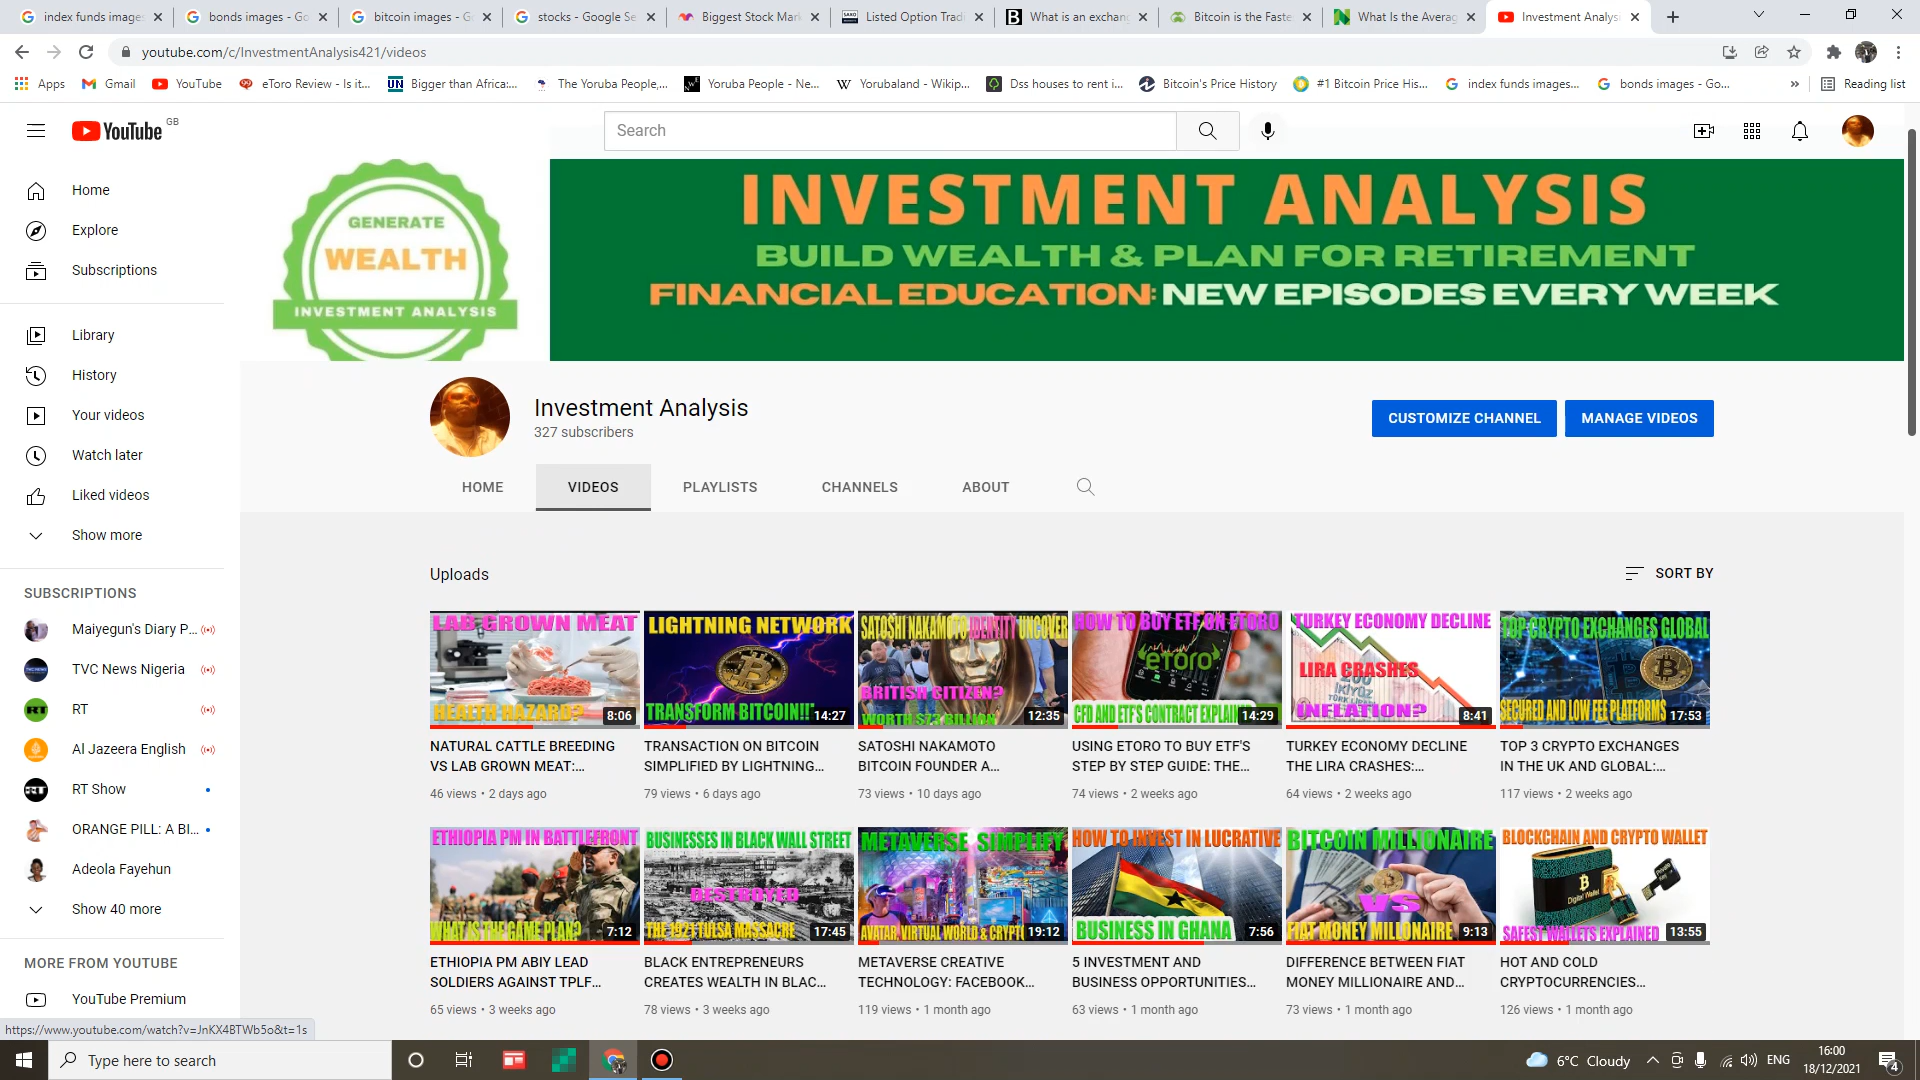 index funds images
bonds images - Go
bitcoin images - G
stocks - Google Se
Biggest Stock Mark
Listed Option Trad
What is an exchan
Bitcoin is the Faste
What Is the Averag
Investment Analys
youtube.com/c/InvestmentAnalysis421/videos
Apps
Gmail
YouTube
eToro Review - Is it...
Bigger than Africa:...
The Yoruba People,...
Yoruba People - Ne...
Yorubaland - Wikip...
Dss houses to rent i...
Bitcoin's Price History
#1 Bitcoin Price His...
index funds images...
bonds images - Go...
»
Reading list
YouTube GB
Search
Home
Explore
Subscriptions
Library
History
Your videos
Watch later
Liked videos
Show more
SUBSCRIPTIONS
Maiyegun's Diary P...
TVC News Nigeria
RT
Al Jazeera English
RT Show
ORANGE PILL: A BI...
Adeola Fayehun
Show 40 more
MORE FROM YOUTUBE
YouTube Premium
https://www.youtube.com/watch?v=JnKX4BTWb5o&t=1s
GENERATE
WEALTH
INVESTMENT ANALYSIS
INVESTMENT ANALYSIS
BUILD WEALTH & PLAN FOR RETIREMENT
FINANCIAL EDUCATION: NEW EPISODES EVERY WEEK
Investment Analysis
327 subscribers
CUSTOMIZE CHANNEL
MANAGE VIDEOS
HOME
VIDEOS
PLAYLISTS
CHANNELS
ABOUT
Uploads
SORT BY
LAB GROWN MEAT
HEALTH HAZARD?
8:06
NATURAL CATTLE BREEDING
VS LAB GROWN MEAT:...
46 views • 2 days ago
LIGHTNING NETWORK
TRANSFORM BITCOIN!!
14:27
TRANSACTION ON BITCOIN
SIMPLIFIED BY LIGHTNING...
79 views • 6 days ago
SATOSHI NAKAMOTO IDENTITY UNCOVER
BRITISH CITIZEN?
WORTH $73 BILLION
12:35
SATOSHI NAKAMOTO
BITCOIN FOUNDER A...
73 views • 10 days ago
HOW TO BUY ETF ON ETORO
eToro
CFD AND ETF'S CONTRACT EXPLAIN
14:29
USING ETORO TO BUY ETF'S
STEP BY STEP GUIDE: THE...
74 views • 2 weeks ago
TURKEY ECONOMY DECLINE
LIRA CRASHES
INFLATION?
8:41
TURKEY ECONOMY DECLINE
THE LIRA CRASHES:...
64 views • 2 weeks ago
TOP CRYPTO EXCHANGES GLOBAL
SECURED AND LOW FEE PLATFORMS
17:53
TOP 3 CRYPTO EXCHANGES
IN THE UK AND GLOBAL:...
117 views • 2 weeks ago
ETHIOPIA PM IN BATTLEFRONT
WHAT IS THE GAME PLAN?
7:12
ETHIOPIA PM ABIY LEAD
SOLDIERS AGAINST TPLF...
65 views • 3 weeks ago
BUSINESSES IN BLACK WALL STREET
DESTROYED
THE 1921 TULSA MASSACRE
17:45
BLACK ENTREPRENEURS
CREATES WEALTH IN BLAC...
78 views • 3 weeks ago
METAVERSE SIMPLIFY
AVATAR, VIRTUAL WORLD & CRYPTO
19:12
METAVERSE CREATIVE
TECHNOLOGY: FACEBOOK...
119 views • 1 month ago
HOW TO INVEST IN LUCRATIVE
BUSINESS IN GHANA
7:56
5 INVESTMENT AND
BUSINESS OPPORTUNITIES...
63 views • 1 month ago
BITCOIN MILLIONAIRE
VS
FIAT MONEY MILLIONAIRE
9:13
DIFFERENCE BETWEEN FIAT
MONEY MILLIONAIRE AND...
73 views • 1 month ago
BLOCKCHAIN AND CRYPTO WALLET
Digital Wallet
SAFEST WALLETS EXPLAINED
13:55
HOT AND COLD
CRYPTOCURRENCIES...
126 views • 1 month ago
Type here to search
6°C Cloudy
ENG
16:00
18/12/2021
4